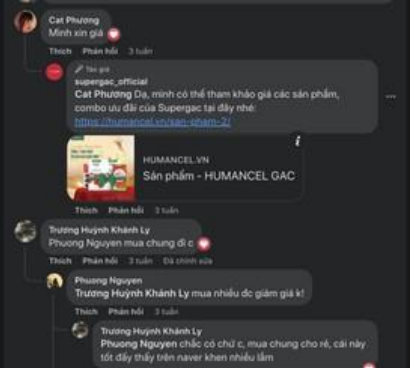 Cat Phương
Mình xin giá
Thích Phản hồi 3 tuần
Tác giả
supergac_official
Cat Phương Dạ, mình có thể tham khảo giá các sản phẩm,
combo ưu đãi của Supergac tại đây nhé:
https://humancel.vn/san-pham-2/
HUMANCEL.VN
Sản phẩm - HUMANCEL GAC
Thích Phản hồi 3 tuần
Trương Huỳnh Khánh Ly
Phuong Nguyen mua chung đi c
Thích Phản hồi 3 tuần Đã chỉnh sửa
Phuong Nguyen
Trương Huỳnh Khánh Ly mua nhiều đc giảm giá k!
Thích Phản hồi 3 tuần
Trương Huỳnh Khánh Ly
Phuong Nguyen chắc có chứ c, mua chung cho rẻ, cái này
tốt đấy thấy trên naver khen nhiều lắm